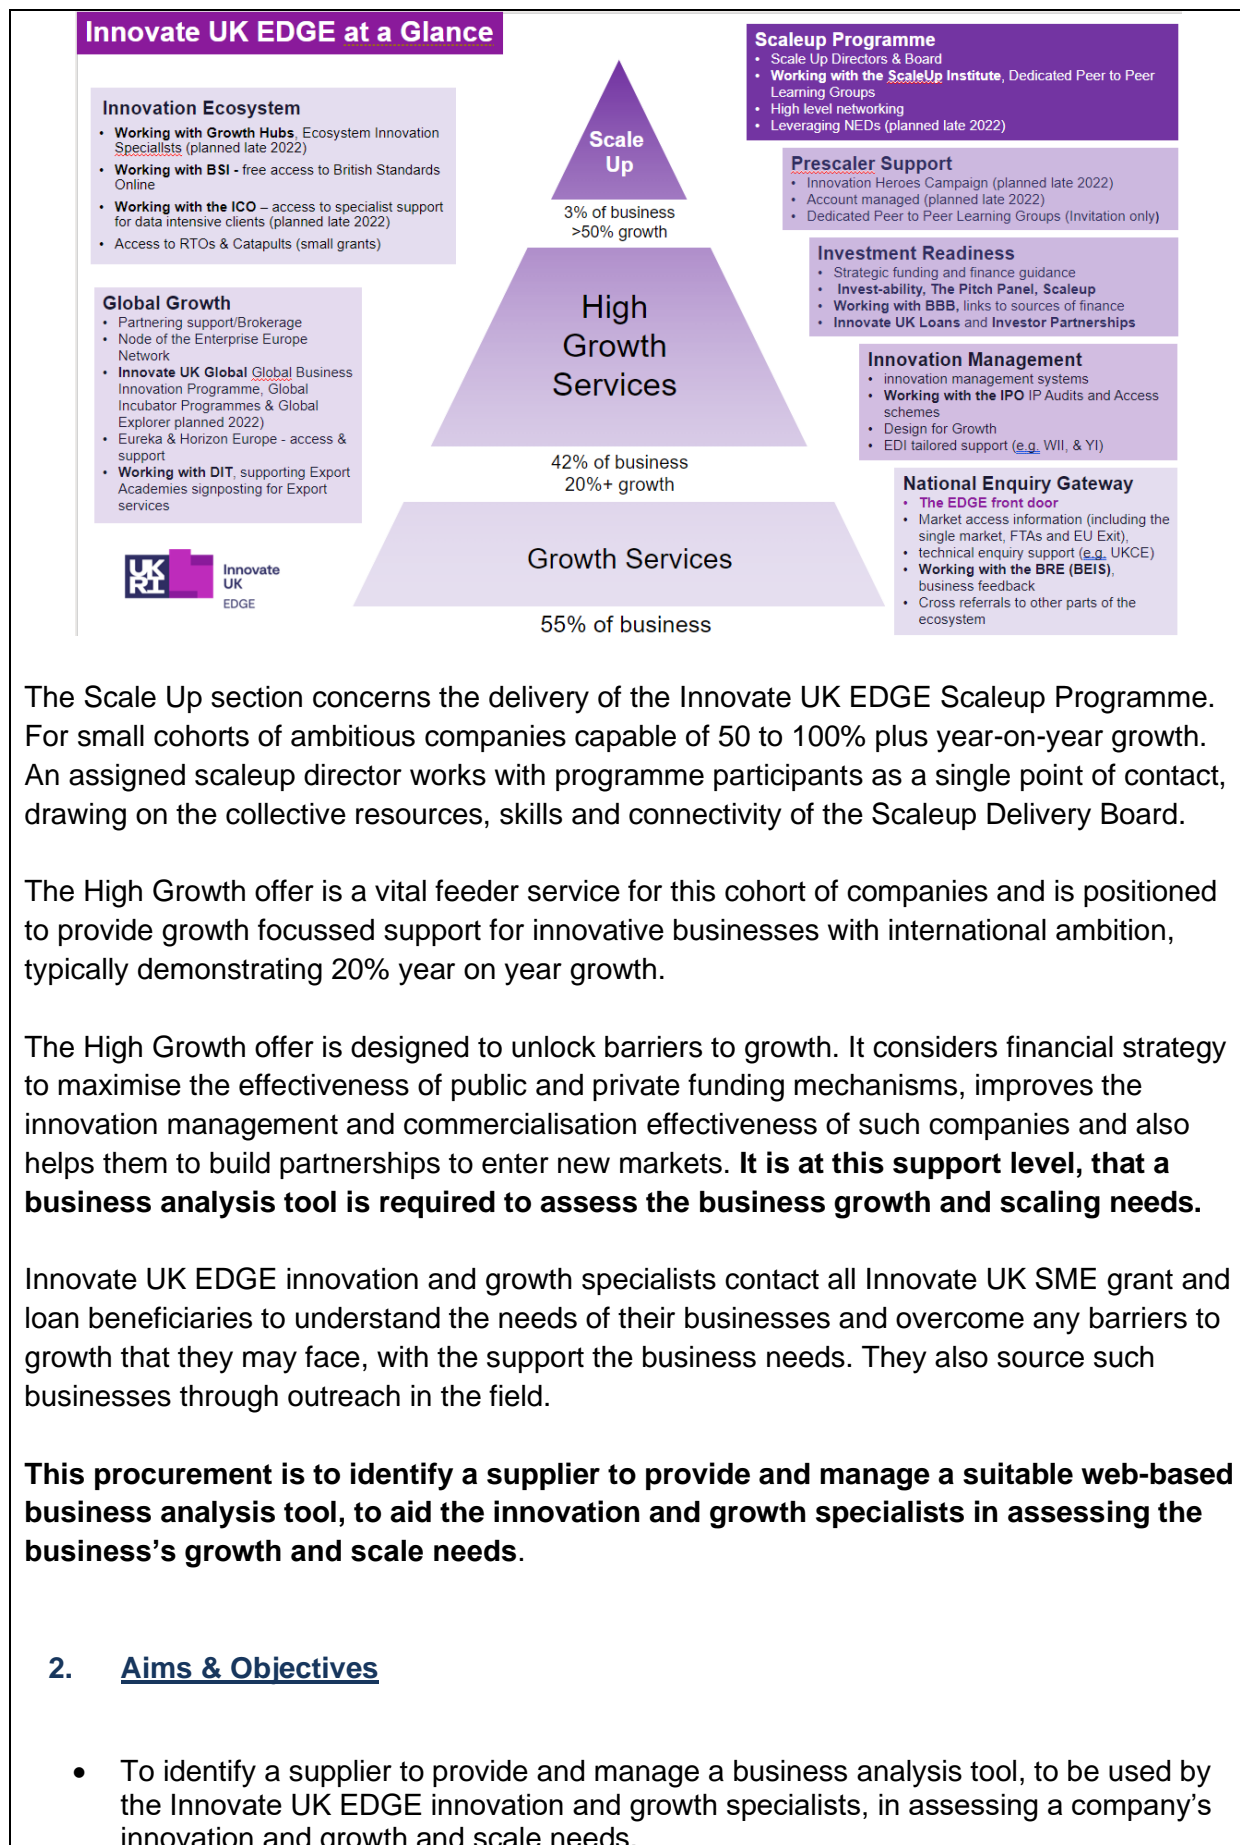 Innovate UK EDGE at a Glance
Innovation Ecosystem
• Working with Growth Hubs, Ecosystem Innovation
Speciallsts (planned late 2022)
• Working with BSI - free access to British Standards
Online
• Working with the ICO – access to specialist support
for data intensive clients (planned late 2022)
• Access to RTOs & Catapults (small grants)
Global Growth
• Partnering support/Brokerage
• Node of the Enterprise Europe
Network
• Innovate UK Global Global Business
Innovation Programme, Global
Incubator Programmes & Global
Explorer planned 2022)
• Eureka & Horizon Europe - access &
support
• Working with DIT, supporting Export
Academies signposting for Export
services
UK
RI
Innovate
UK
EDGE
Scale
Up
3% of business
>50% growth
High
Growth
Services
42% of business
20%+ growth
Growth Services
55% of business
Scaleup Programme
• Scale Up Directors & Board
• Working with the ScaleUp Institute, Dedicated Peer to Peer
Learning Groups
• High level networking
• Leveraging NEDs (planned late 2022)
Prescaler Support
• Innovation Heroes Campaign (planned late 2022)
• Account managed (planned late 2022)
• Dedicated Peer to Peer Learning Groups (Invitation only)
Investment Readiness
• Strategic funding and finance guidance
• Invest-ability, The Pitch Panel, Scaleup
• Working with BBB, links to sources of finance
• Innovate UK Loans and Investor Partnerships
Innovation Management
• innovation management systems
• Working with the IPO IP Audits and Access
schemes
• Design for Growth
• EDI tailored support (e.g. WII, & YI)
National Enquiry Gateway
• The EDGE front door
• Market access information (including the
single market, FTAs and EU Exit),
• technical enquiry support (e.g. UKCE)
• Working with the BRE (BEIS),
business feedback
• Cross referrals to other parts of the
ecosystem
The Scale Up section concerns the delivery of the Innovate UK EDGE Scaleup Programme.
For small cohorts of ambitious companies capable of 50 to 100% plus year-on-year growth.
An assigned scaleup director works with programme participants as a single point of contact,
drawing on the collective resources, skills and connectivity of the Scaleup Delivery Board.
The High Growth offer is a vital feeder service for this cohort of companies and is positioned
to provide growth focussed support for innovative businesses with international ambition,
typically demonstrating 20% year on year growth.
The High Growth offer is designed to unlock barriers to growth. It considers financial strategy
to maximise the effectiveness of public and private funding mechanisms, improves the
innovation management and commercialisation effectiveness of such companies and also
helps them to build partnerships to enter new markets. It is at this support level, that a
business analysis tool is required to assess the business growth and scaling needs.
Innovate UK EDGE innovation and growth specialists contact all Innovate UK SME grant and
loan beneficiaries to understand the needs of their businesses and overcome any barriers to
growth that they may face, with the support the business needs. They also source such
businesses through outreach in the field.
This procurement is to identify a supplier to provide and manage a suitable web-based
business analysis tool, to aid the innovation and growth specialists in assessing the
business’s growth and scale needs.
2. Aims & Objectives
• To identify a supplier to provide and manage a business analysis tool, to be used by
the Innovate UK EDGE innovation and growth specialists, in assessing a company’s
innovation and growth and scale needs.